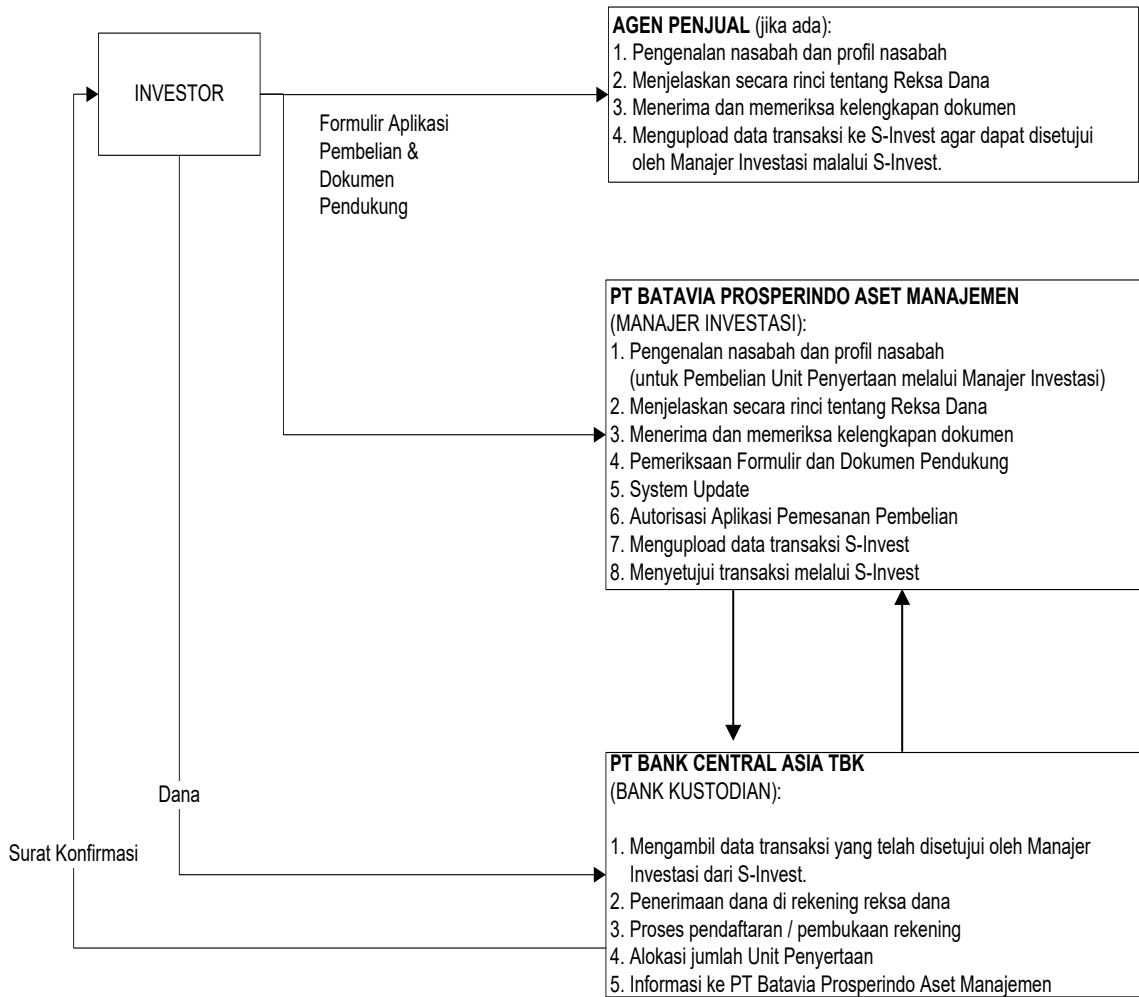 INVESTOR
Formulir Aplikasi
Pembelian &
Dokumen
Pendukung
AGEN PENJUAL (jika ada):
1. Pengenalan nasabah dan profil nasabah
2. Menjelaskan secara rinci tentang Reksa Dana
3. Menerima dan memeriksa kelengkapan dokumen
4. Mengupload data transaksi ke S-Invest agar dapat disetujui
oleh Manajer Investasi malalui S-Invest.
PT BATAVIA PROSPERINDO ASET MANAJEMEN
(MANAJER INVESTASI):
1. Pengenalan nasabah dan profil nasabah
(untuk Pembelian Unit Penyertaan melalui Manajer Investasi)
2. Menjelaskan secara rinci tentang Reksa Dana
3. Menerima dan memeriksa kelengkapan dokumen
4. Pemeriksaan Formulir dan Dokumen Pendukung
5. System Update
6. Autorisasi Aplikasi Pemesanan Pembelian
7. Mengupload data transaksi S-Invest
8. Menyetujui transaksi melalui S-Invest
Dana
Surat Konfirmasi
PT BANK CENTRAL ASIA TBK
(BANK KUSTODIAN):
1. Mengambil data transaksi yang telah disetujui oleh Manajer
Investasi dari S-Invest.
2. Penerimaan dana di rekening reksa dana
3. Proses pendaftaran / pembukaan rekening
4. Alokasi jumlah Unit Penyertaan
5. Informasi ke PT Batavia Prosperindo Aset Manajemen